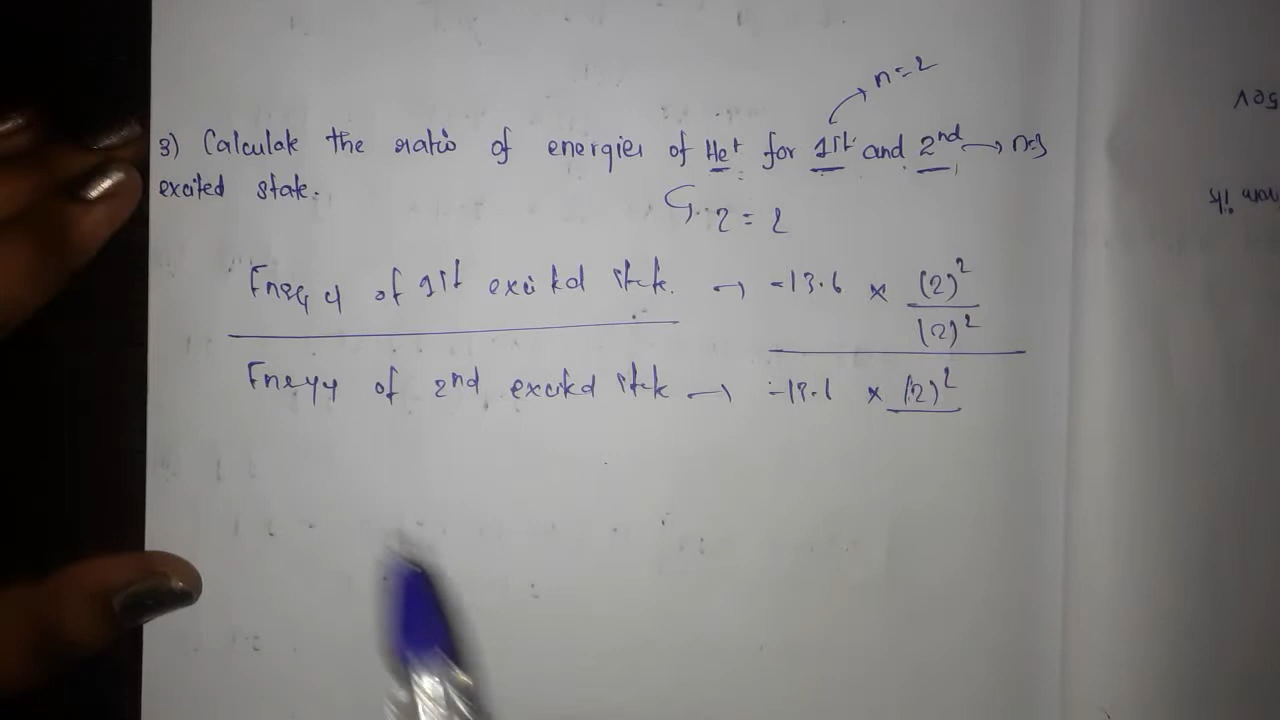 n=2
3) Calculate the ratio of energies of He+ for 1st and 2nd → n=3
excited state.
Z = 2
Energy of 1st excited state. → -13.6 × (2)²
(2)²
Energy of 2nd excited state → -13.6 × (2)²
5eV